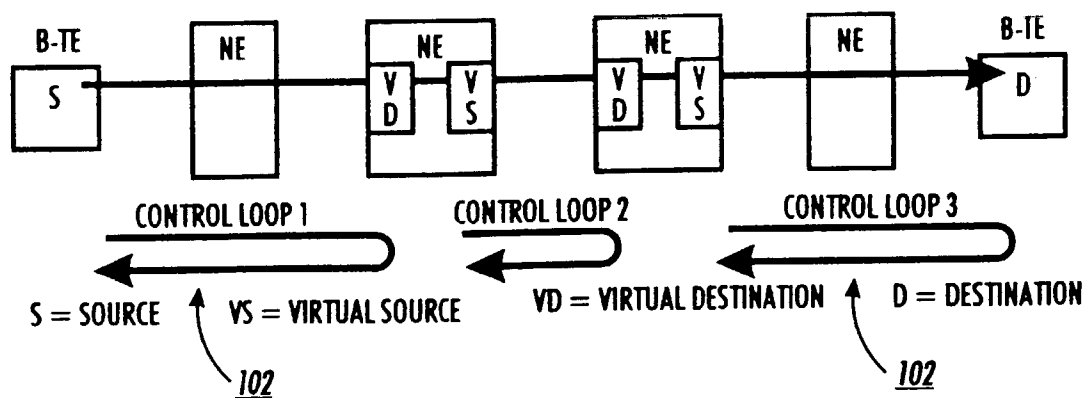 B-TE NE NE NE NE B-TE
S V D V S V D V S D
CONTROL LOOP 1 CONTROL LOOP 2 CONTROL LOOP 3
S = SOURCE VS = VIRTUAL SOURCE VD = VIRTUAL DESTINATION D = DESTINATION
102 102